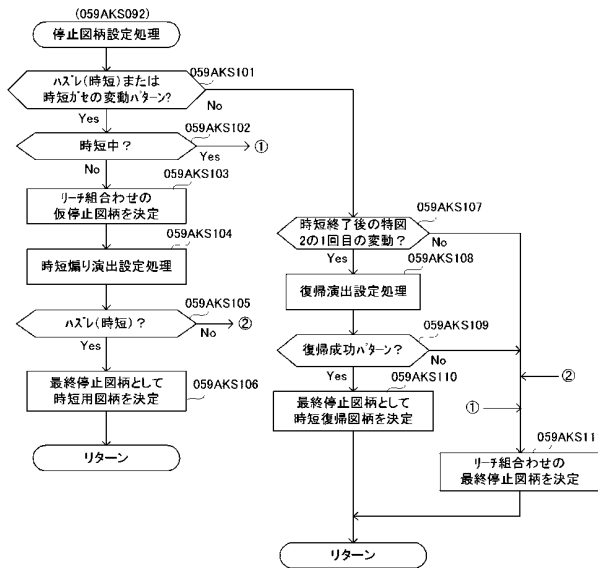 (059AKS092)
停止図柄設定処理
059AKS101
ハズレ(時短)または
時短ガセの変動パターン?
Yes
No
059AKS102
時短中?
Yes
①
No
059AKS103
リーチ組合わせの
仮停止図柄を決定
059AKS104
時短煽り演出設定処理
059AKS105
ハズレ(時短)?
No
②
Yes
最終停止図柄として
時短用図柄を決定
059AKS106
リターン
059AKS107
時短終了後の特図
2の1回目の変動?
No
Yes
059AKS108
復帰演出設定処理
059AKS109
復帰成功パターン?
No
Yes
059AKS110
最終停止図柄として
時短復帰図柄を決定
②
①
059AKS11
リーチ組合わせの
最終停止図柄を決定
リターン